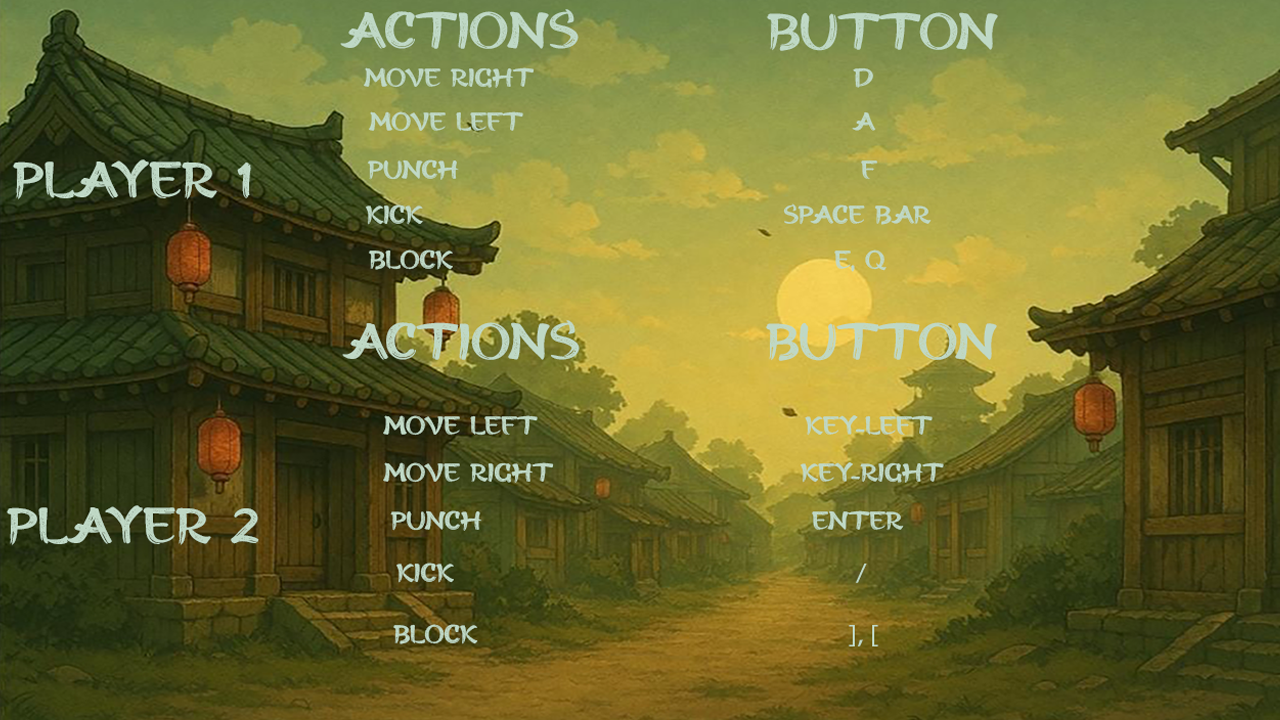 ACTIONS BUTTON
MOVE RIGHT D
MOVE LEFT A
PUNCH F
PLAYER 1
KICK SPACE BAR
BLOCK E, Q
ACTIONS BUTTON
MOVE LEFT KEY-LEFT
MOVE RIGHT KEY-RIGHT
PUNCH ENTER
PLAYER 2
KICK /
BLOCK ], [